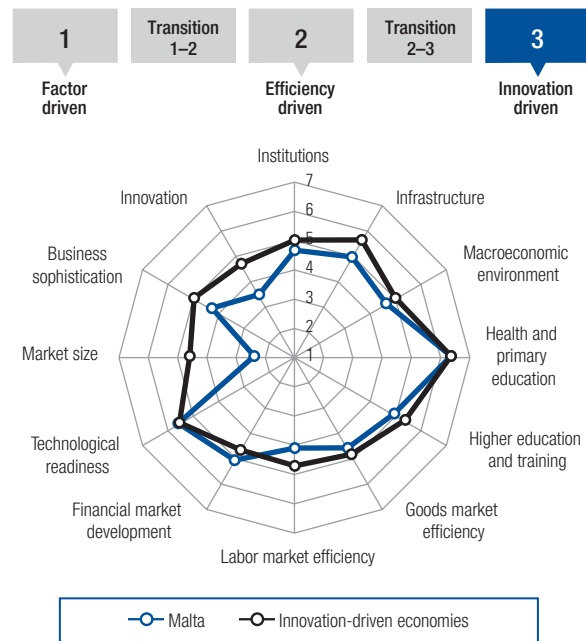 1
Transition
1–2
2
Transition
2–3
3
Factor
driven
Efficiency
driven
Innovation
driven
Institutions
7
Innovation
Infrastructure
6
5
Business
sophistication
Macroeconomic
environment
4
3
2
Market size
1
Health and
primary
education
Technological
readiness
Higher education
and training
Financial market
development
Goods market
efficiency
Labor market efficiency
Malta
Innovation-driven economies